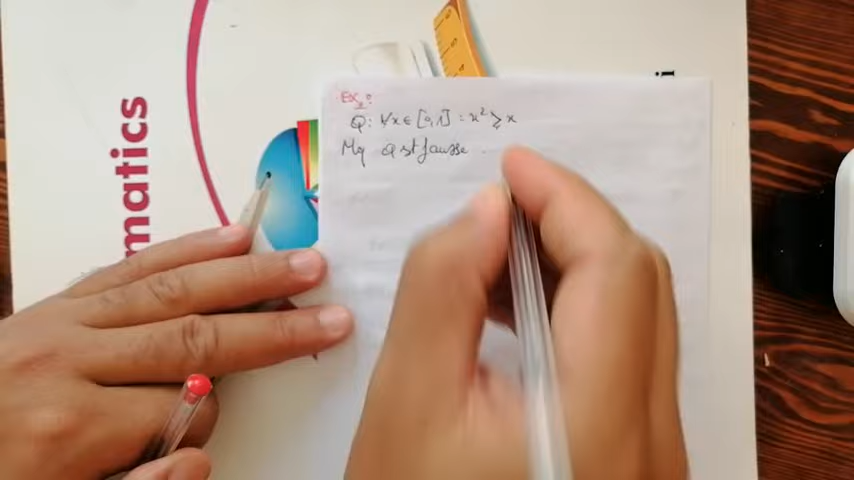 Ex:
Q: ∀x ∈ [0,1] : x² ⩾ x
Mq Q est fausse.
matics